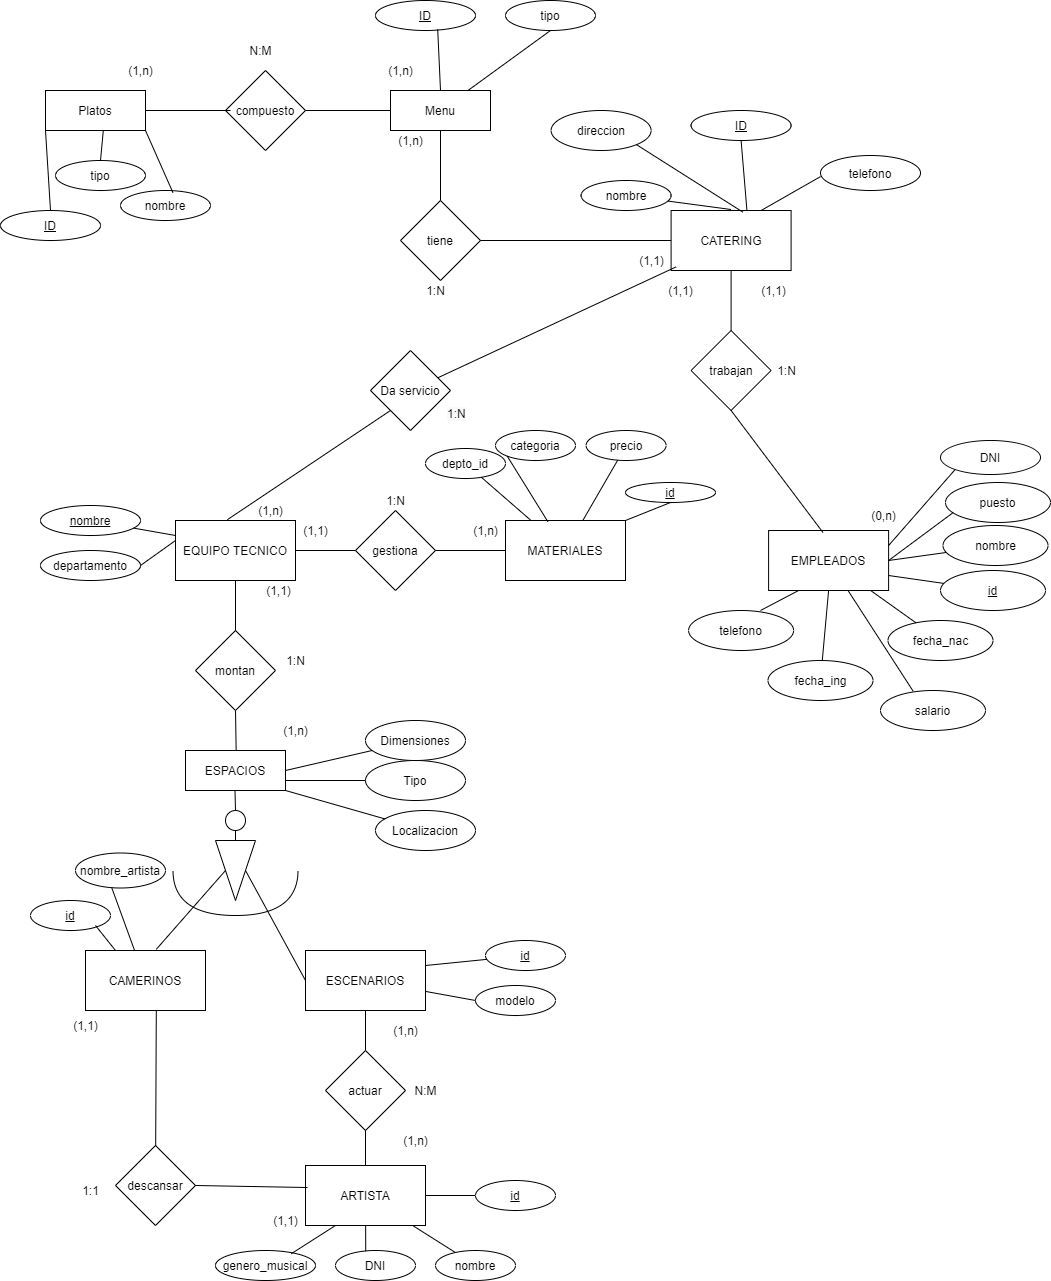 ID
tipo
N:M
(1,n)
(1,n)
Platos
compuesto
Menu
(1,n)
direccion
ID
tipo
telefono
nombre
nombre
ID
tiene
CATERING
(1,1)
1:N
(1,1)
(1,1)
trabajan
1:N
Da servicio
1:N
categoria
precio
depto_id
DNI
id
1:N
puesto
(1,n)
(0,n)
nombre
(1,1)
(1,n)
nombre
EQUIPO TECNICO
gestiona
MATERIALES
EMPLEADOS
departamento
(1,1)
id
telefono
fecha_nac
montan
1:N
fecha_ing
salario
(1,n)
Dimensiones
ESPACIOS
Tipo
Localizacion
nombre_artista
id
id
CAMERINOS
ESCENARIOS
modelo
(1,1)
(1,n)
actuar
N:M
(1,n)
descansar
1:1
ARTISTA
id
(1,1)
genero_musical
DNI
nombre